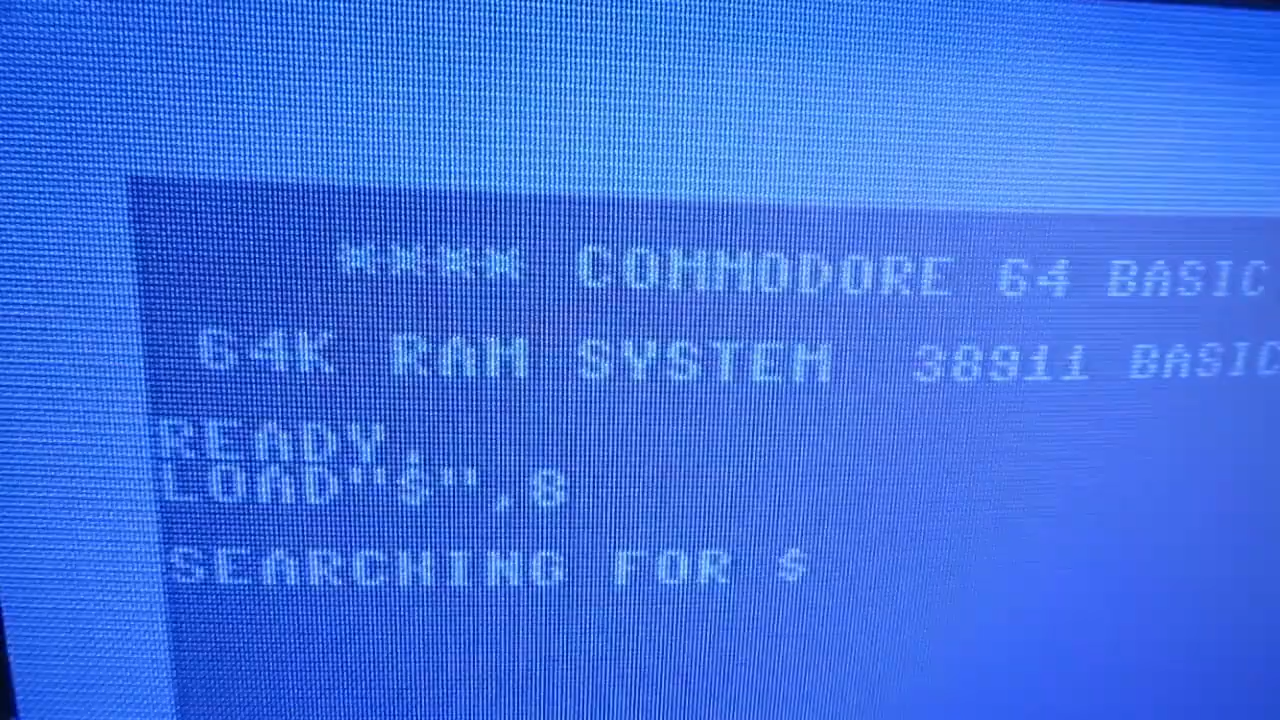 **** COMMODORE 64 BASIC
64K RAM SYSTEM 38911 BASIC
READY.
LOAD"$",8
SEARCHING FOR $